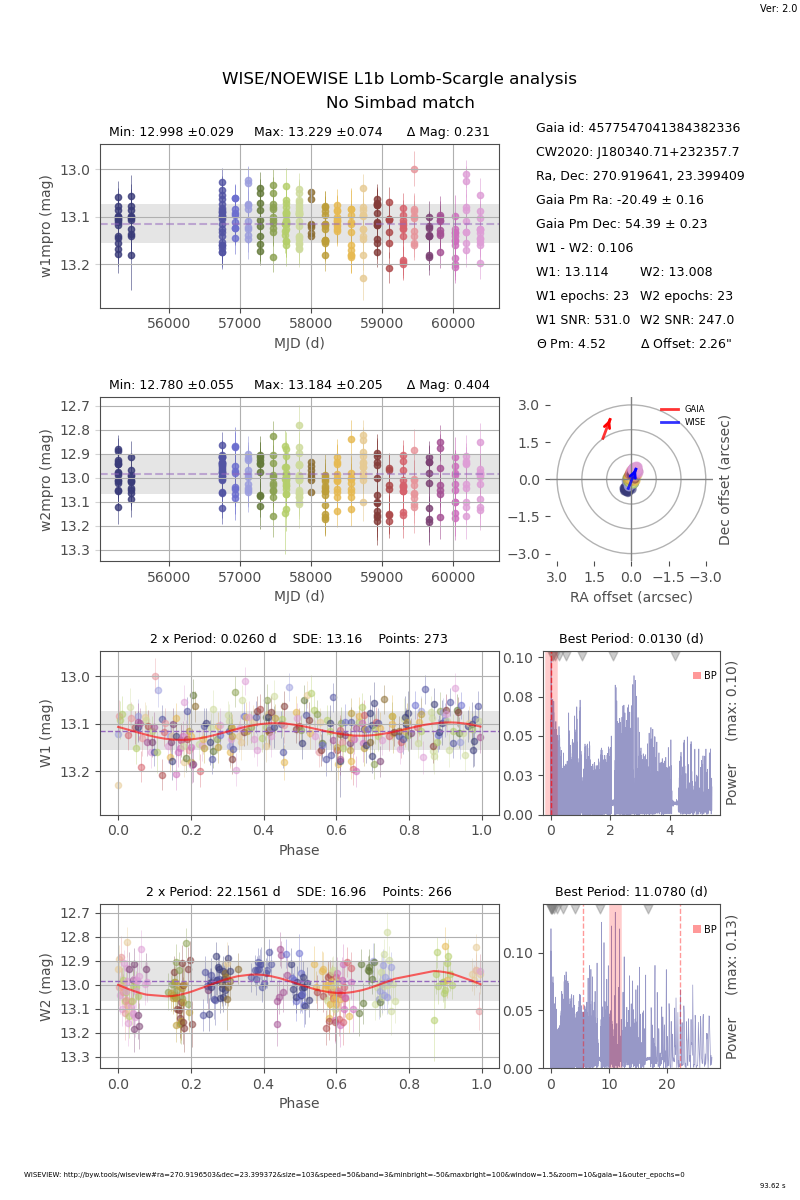 Ver: 2.0
WISE/NOEWISE L1b Lomb-Scargle analysis
No Simbad match
Min: 12.998 ±0.029 Max: 13.229 ±0.074 Δ Mag: 0.231
13.0
13.1
13.2
w1mpro (mag)
56000 57000 58000 59000 60000
MJD (d)
Gaia id: 4577547041384382336
CW2020: J180340.71+232357.7
Ra, Dec: 270.919641, 23.399409
Gaia Pm Ra: -20.49 ± 0.16
Gaia Pm Dec: 54.39 ± 0.23
W1 - W2: 0.106
W1: 13.114 W2: 13.008
W1 epochs: 23 W2 epochs: 23
W1 SNR: 531.0 W2 SNR: 247.0
Θ Pm: 4.52 Δ Offset: 2.26"
Min: 12.780 ±0.055 Max: 13.184 ±0.205 Δ Mag: 0.404
12.7
12.8
12.9
13.0
13.1
13.2
13.3
w2mpro (mag)
56000 57000 58000 59000 60000
MJD (d)
GAIA
WISE
3.0
1.5
0.0
−1.5
−3.0
3.0 1.5 0.0 −1.5 −3.0
RA offset (arcsec)
Dec offset (arcsec)
2 x Period: 0.0260 d SDE: 13.16 Points: 273
13.0
13.1
13.2
W1 (mag)
0.0 0.2 0.4 0.6 0.8 1.0
Phase
Best Period: 0.0130 (d)
BP
0.10
0.08
0.05
0.03
0.00
0 2 4
Power (max: 0.10)
2 x Period: 22.1561 d SDE: 16.96 Points: 266
12.7
12.8
12.9
13.0
13.1
13.2
13.3
W2 (mag)
0.0 0.2 0.4 0.6 0.8 1.0
Phase
Best Period: 11.0780 (d)
BP
0.10
0.05
0.00
0 10 20
Power (max: 0.13)
WISEVIEW: http://byw.tools/wiseview#ra=270.9196503&dec=23.399372&size=103&speed=50&band=3&minbright=-50&maxbright=100&window=1.5&zoom=10&gaia=1&outer_epochs=0
93.62 s